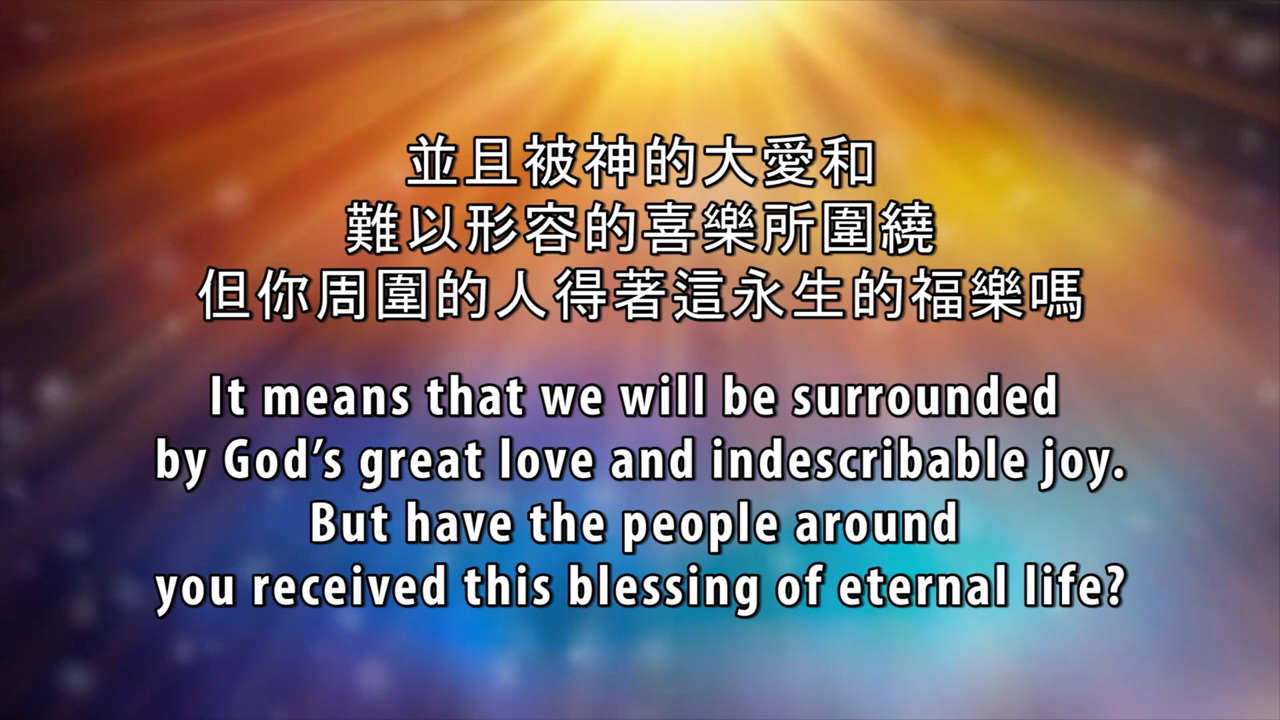 並且被神的大愛和
難以形容的喜樂所圍繞
但你周圍的人得著這永生的福樂嗎
It means that we will be surrounded
by God’s great love and indescribable joy.
But have the people around
you received this blessing of eternal life?